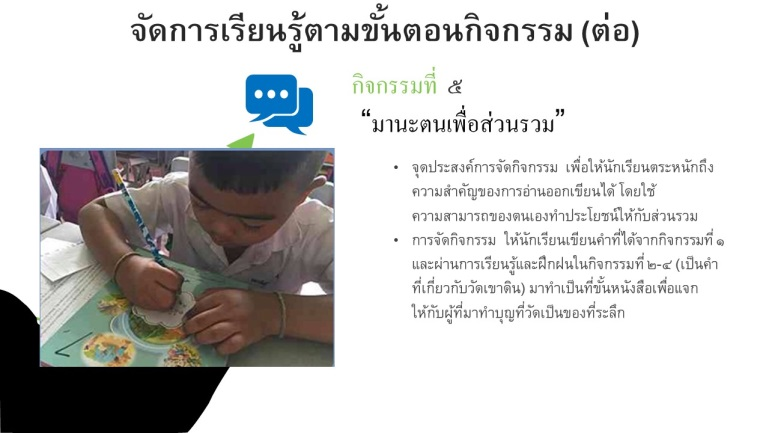 จัดการเรียนรู้ตามขั้นตอนกิจกรรม (ต่อ)
กิจกรรมที่ ๕
“มานะตนเพื่อส่วนรวม”
• จุดประสงค์การจัดกิจกรรม เพื่อให้นักเรียนตระหนักถึง
ความสำคัญของการอ่านออกเขียนได้ โดยใช้
ความสามารถของตนเองทำประโยชน์ให้กับส่วนรวม
• การจัดกิจกรรม ให้นักเรียนเขียนคำที่ได้จากกิจกรรมที่ ๑
และผ่านการเรียนรู้และฝึกฝนในกิจกรรมที่ ๒-๔ (เป็นคำ
ที่เกี่ยวกับวัดเขาดิน) มาทำเป็นที่ขั้นหนังสือเพื่อแจก
ให้กับผู้ที่มาทำบุญที่วัดเป็นของที่ระลึก